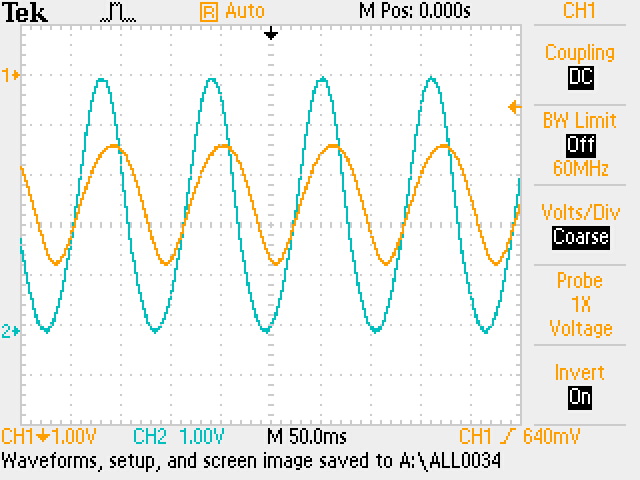 Tek R Auto M Pos: 0.000s CH1
Coupling
DC
BW Limit
Off
60MHz
Volts/Div
Coarse
Probe
1X
Voltage
Invert
On
1
2
CH1 1.00V CH2 1.00V M 50.0ms CH1 640mV
Waveforms, setup, and screen image saved to A:\ALL0034